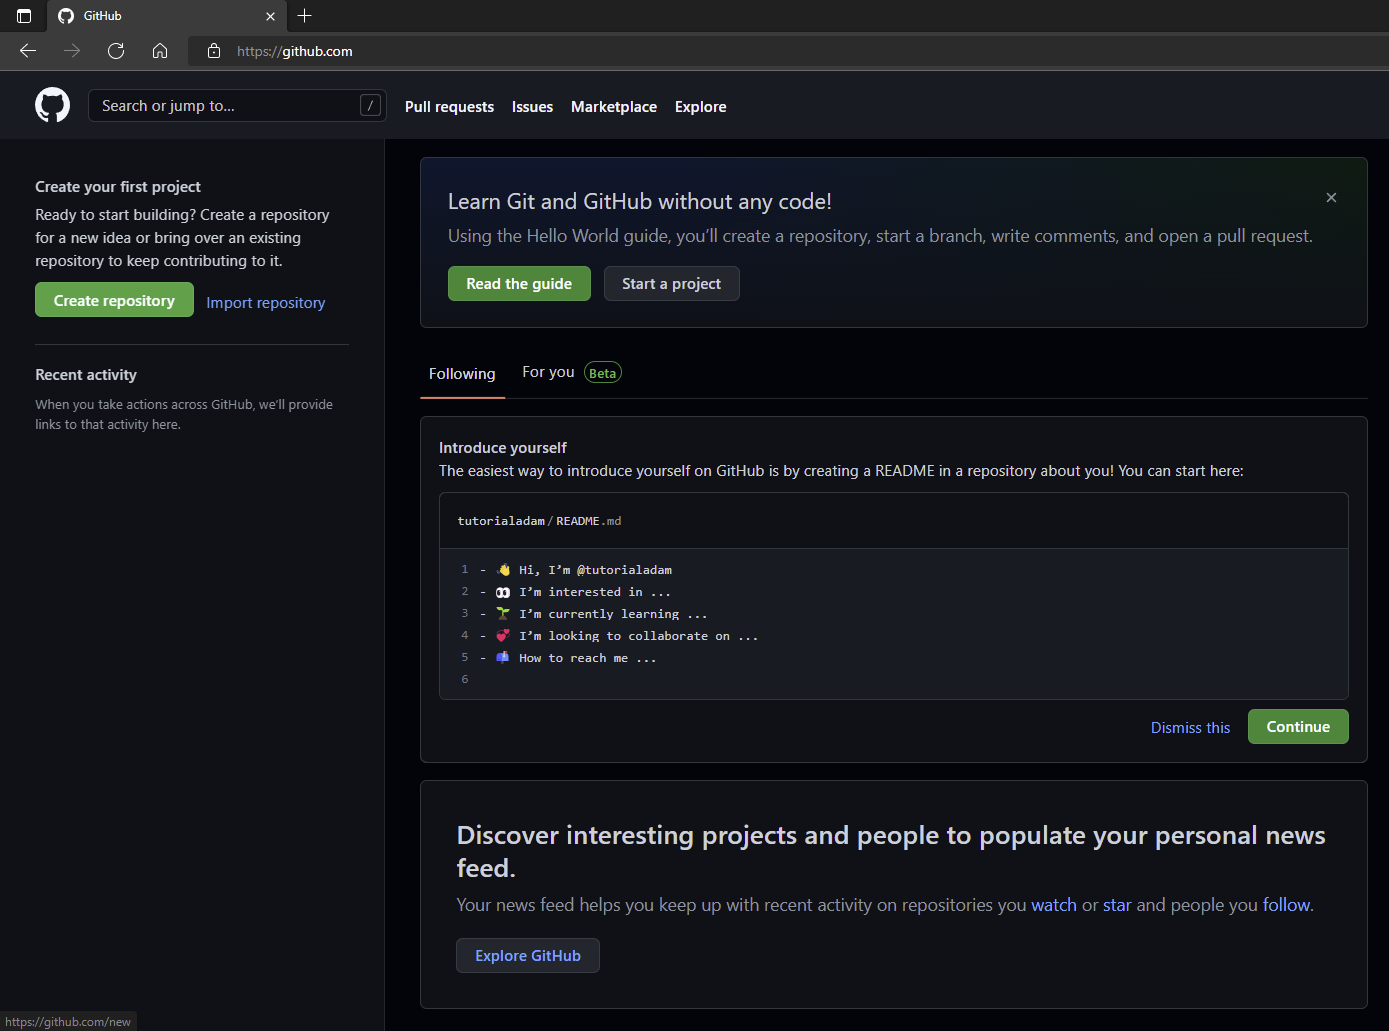 GitHub
https://github.com
Search or jump to...
/
Pull requests
Issues
Marketplace
Explore
Create your first project
Ready to start building? Create a repository
for a new idea or bring over an existing
repository to keep contributing to it.
Create repository
Import repository
Recent activity
When you take actions across GitHub, we’ll provide
links to that activity here.
Learn Git and GitHub without any code!
Using the Hello World guide, you’ll create a repository, start a branch, write comments, and open a pull request.
Read the guide
Start a project
Following
For you
Beta
Introduce yourself
The easiest way to introduce yourself on GitHub is by creating a README in a repository about you! You can start here:
tutorialadam/README.md
1 - 👋 Hi, I’m @tutorialadam
2 - 👀 I’m interested in ...
3 - 🌱 I’m currently learning ...
4 - 💞️ I’m looking to collaborate on ...
5 - 📫 How to reach me ...
6
Dismiss this
Continue
Discover interesting projects and people to populate your personal news
feed.
Your news feed helps you keep up with recent activity on repositories you watch or star and people you follow.
Explore GitHub
https://github.com/new